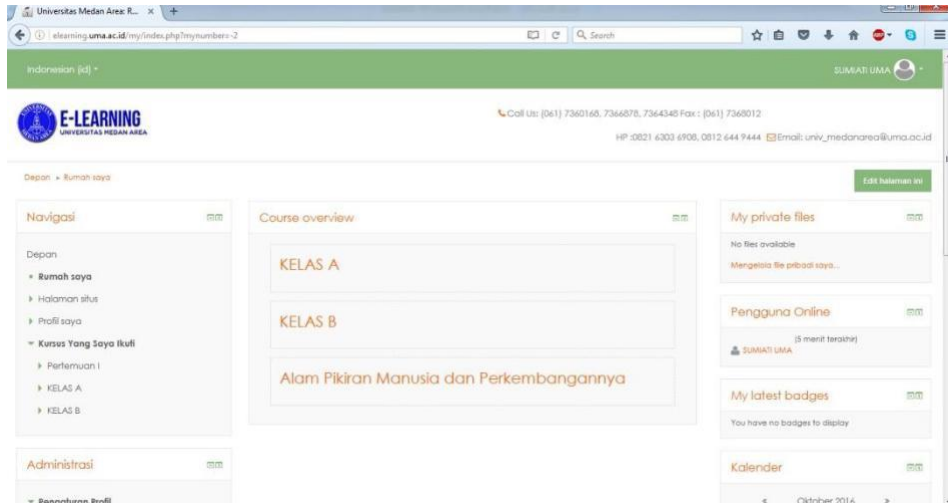 Universitas Medan Area: R...
elearning.uma.ac.id/my/index.php?mynumber=-2
Search
Indonesian (id)
SUMIATI UMA
E-LEARNING
UNIVERSITAS MEDAN AREA
Call Us: (061) 7360168, 7366878, 7364348 Fax : (061) 7368012
HP :0821 6303 6908, 0812 644 9444 Email: univ_medanarea@uma.ac.id
Depan » Rumah saya
Edit halaman ini
Navigasi
Depan
Rumah saya
Halaman situs
Profil saya
Kursus Yang Saya Ikuti
Pertemuan I
KELAS A
KELAS B
Administrasi
Pengaturan Profil
Course overview
KELAS A
KELAS B
Alam Pikiran Manusia dan Perkembangannya
My private files
No files available
Mengelola file pribadi saya...
Pengguna Online
(5 menit terakhir)
SUMIATI UMA
My latest badges
You have no badges to display
Kalender
Oktober 2016